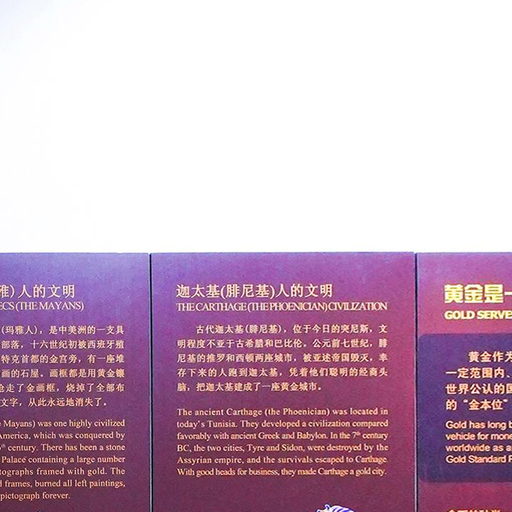 雅) 人的文明
ECS (THE MAYANS)
(玛雅人)，是中美洲的一支具
部落，十六世纪初被西班牙殖
特克首都的金宫旁，有一座堆
画的石屋。画框都是用黄金镶
抢走了金画框，烧掉了全部布
文字，从此永远地消失了。
Mayans) was one highly civilized
America, which was conquered by
th century. There has been a stone
Palace containing a large number
tographs framed with gold. The
d frames, burned all left paintings,
pictograph forever.
迦太基(腓尼基)人的文明
THE CARTHAGE (THE PHOENICIAN) CIVILIZATION
古代迦太基(腓尼基)，位于今日的突尼斯，文
明程度不亚于古希腊和巴比伦。公元前七世纪，腓
尼基的推罗和西顿两座城市，被亚述帝国毁灭，幸
存下来的人跑到迦太基，凭着他们聪明的经商头
脑，把迦太基建成了一座黄金城市。
The ancient Carthage (the Phoenician) was located in
today's Tunisia. They developed a civilization compared
favorably with ancient Greek and Babylon. In the 7th century
BC, the two cities, Tyre and Sidon, were destroyed by the
Assyrian empire, and the survivals escaped to Carthage.
With good heads for business, they made Carthage a gold city.
黄金是一
GOLD SERVE
黄金作为
一定范围内、
世界公认的国
的“金本位”
Gold has long b
vehicle for mone
worldwide as a
Gold Standard P